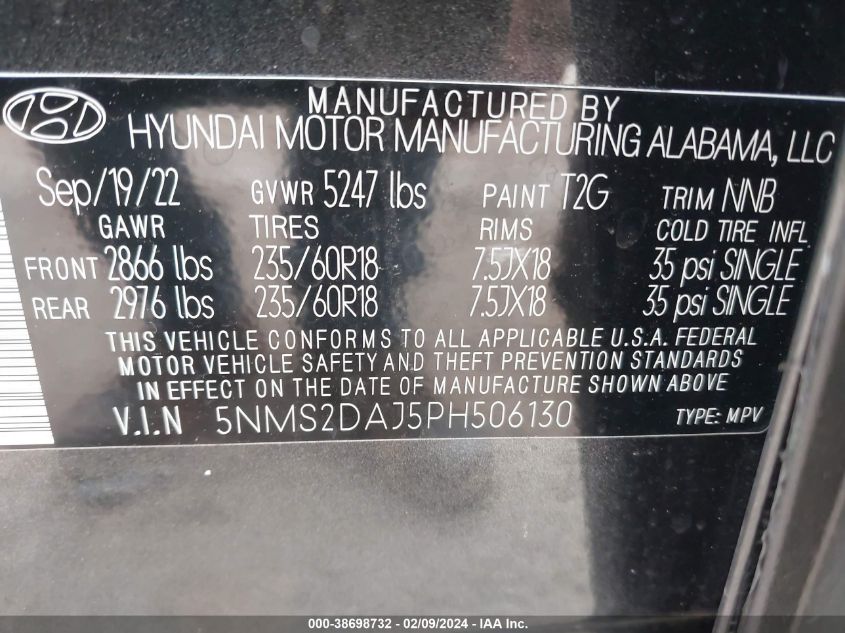 MANUFACTURED BY
HYUNDAI MOTOR MANUFACTURING ALABAMA, LLC
Sep/19/22 GVWR 5247 lbs PAINT T2G TRIM NNB
GAWR TIRES RIMS COLD TIRE INFL
FRONT 2866 lbs 235/60R18 7.5JX18 35 psi SINGLE
REAR 2976 lbs 235/60R18 7.5JX18 35 psi SINGLE
THIS VEHICLE CONFORMS TO ALL APPLICABLE U.S.A. FEDERAL
MOTOR VEHICLE SAFETY AND THEFT PREVENTION STANDARDS
IN EFFECT ON THE DATE OF MANUFACTURE SHOWN ABOVE
V.I.N 5NMS2DAJ5PH506130 TYPE: MPV
000-38698732 - 02/09/2024 - IAA Inc.